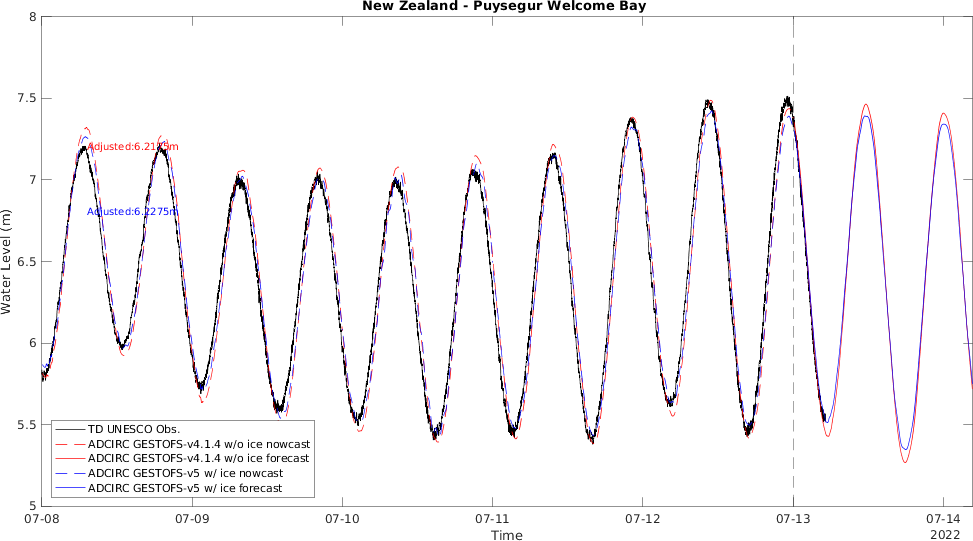 New Zealand - Puysegur Welcome Bay
8
7.5
7
6.5
6
5.5
5
Water Level (m)
Adjusted:6.2175m
Adjusted:6.2275m
TD UNESCO Obs.
ADCIRC GESTOFS-v4.1.4 w/o ice nowcast
ADCIRC GESTOFS-v4.1.4 w/o ice forecast
ADCIRC GESTOFS-v5 w/ ice nowcast
ADCIRC GESTOFS-v5 w/ ice forecast
07-08 07-09 07-10 07-11 07-12 07-13 07-14
Time
2022